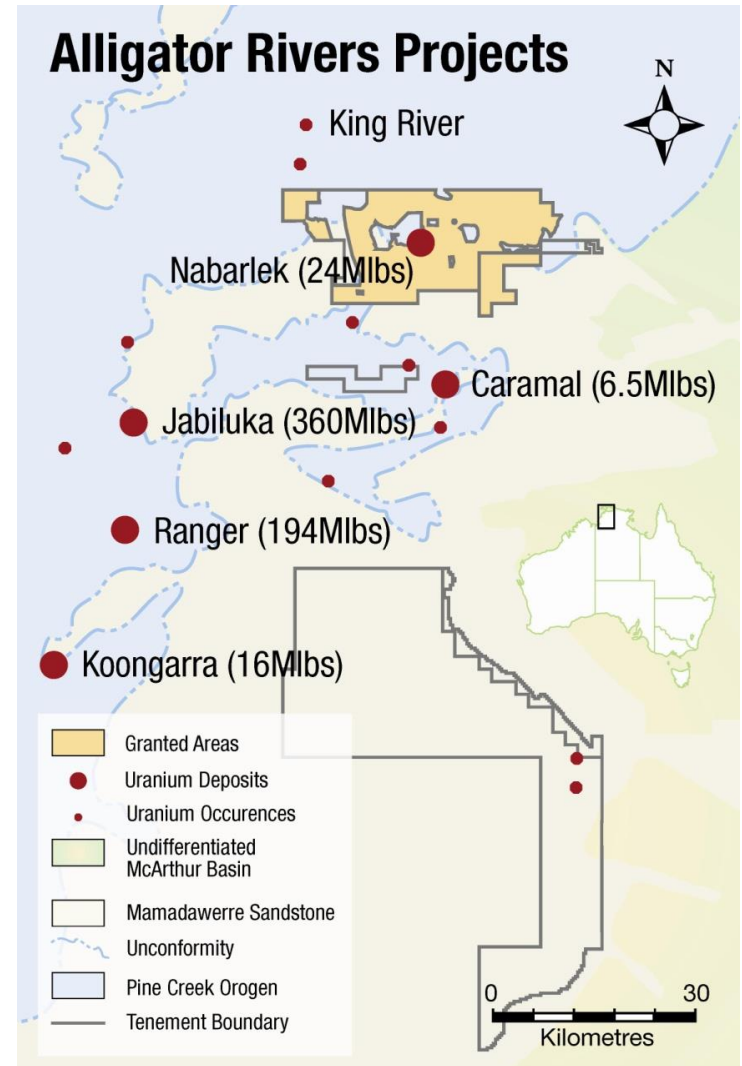 Alligator Rivers Projects
N
King River
Nabarlek (24Mlbs)
Caramal (6.5Mlbs)
Jabiluka (360Mlbs)
Ranger (194Mlbs)
Koongarra (16Mlbs)
Granted Areas
Uranium Deposits
Uranium Occurences
Undifferentiated
McArthur Basin
Mamadawerre Sandstone
Unconformity
Pine Creek Orogen
Tenement Boundary
0 30
Kilometres